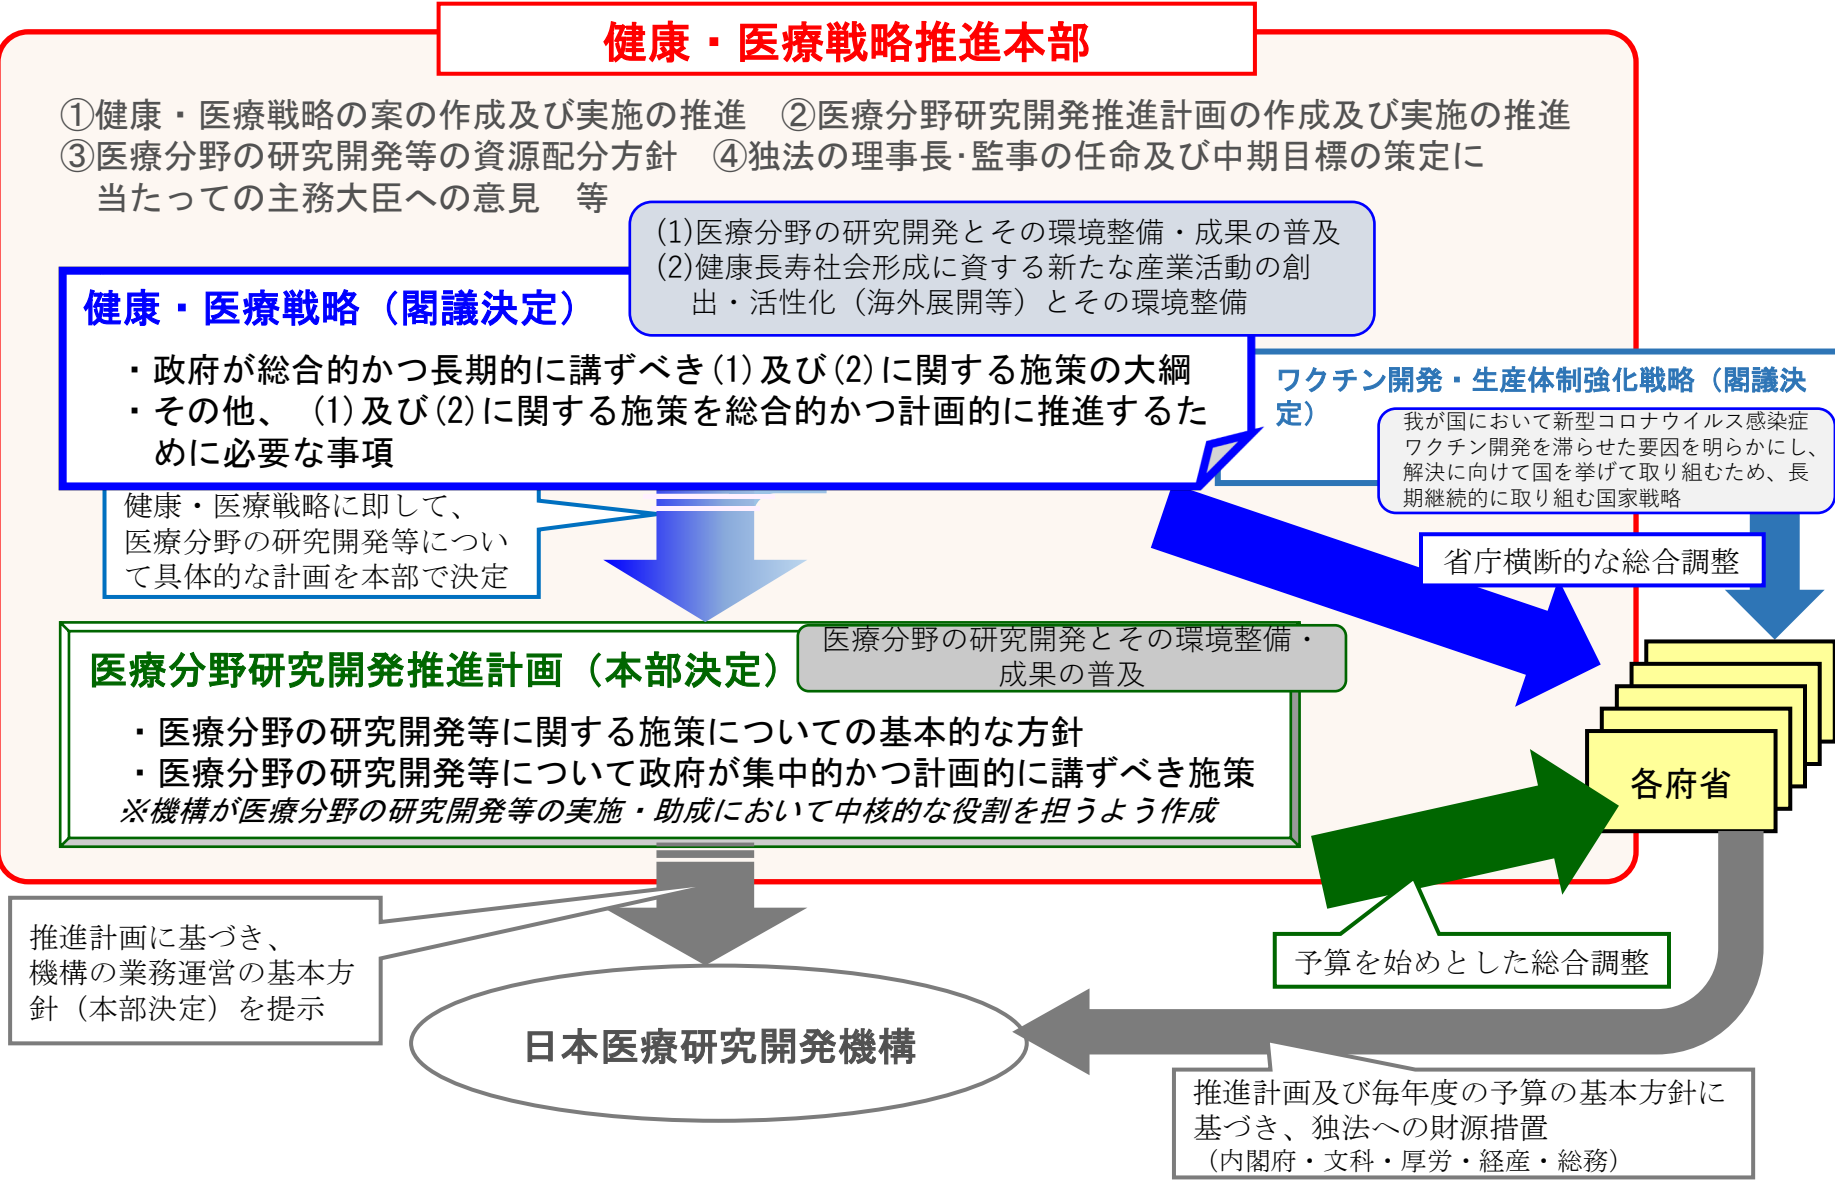 健康・医療戦略推進本部
①健康・医療戦略の案の作成及び実施の推進　②医療分野研究開発推進計画の作成及び実施の推進
③医療分野の研究開発等の資源配分方針　④独法の理事長･監事の任命及び中期目標の策定に
当たっての主務大臣への意見　等
(1)医療分野の研究開発とその環境整備・成果の普及
(2)健康長寿社会形成に資する新たな産業活動の創
出・活性化（海外展開等）とその環境整備
健康・医療戦略（閣議決定）
・政府が総合的かつ長期的に講ずべき(1)及び(2)に関する施策の大綱
・その他、（1)及び(2)に関する施策を総合的かつ計画的に推進するた
めに必要な事項
ワクチン開発・生産体制強化戦略（閣議決
定）
我が国において新型コロナウイルス感染症
ワクチン開発を滞らせた要因を明らかにし、
解決に向けて国を挙げて取り組むため、長
期継続的に取り組む国家戦略
健康・医療戦略に即して、
医療分野の研究開発等につい
て具体的な計画を本部で決定
省庁横断的な総合調整
医療分野研究開発推進計画（本部決定）
医療分野の研究開発とその環境整備・
成果の普及
・医療分野の研究開発等に関する施策についての基本的な方針
・医療分野の研究開発等について政府が集中的かつ計画的に講ずべき施策
※機構が医療分野の研究開発等の実施・助成において中核的な役割を担うよう作成
各府省
推進計画に基づき、
機構の業務運営の基本方
針（本部決定）を提示
予算を始めとした総合調整
日本医療研究開発機構
推進計画及び毎年度の予算の基本方針に
基づき、独法への財源措置
（内閣府・文科・厚労・経産・総務）